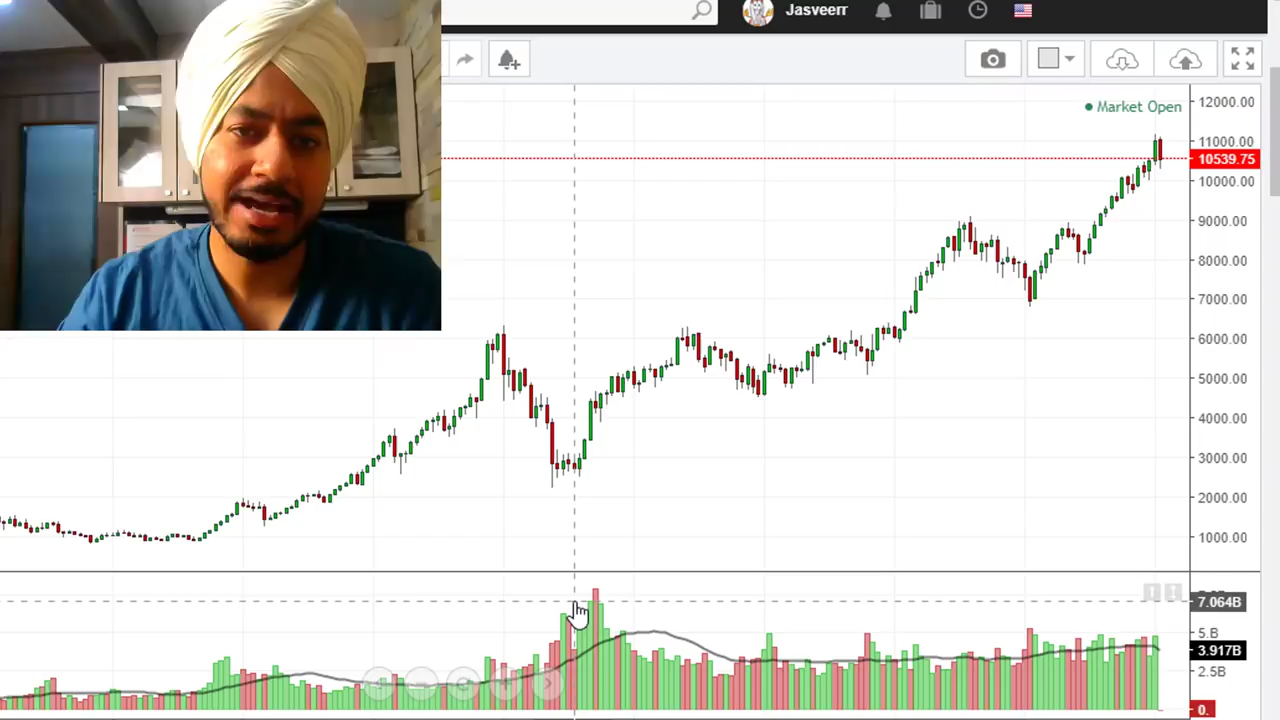 Jasveerr
Market Open
12000.00
11000.00
10539.75
10000.00
9000.00
8000.00
7000.00
6000.00
5000.00
4000.00
3000.00
2000.00
1000.00
7.064B
5.B
3.917B
2.5B
0.